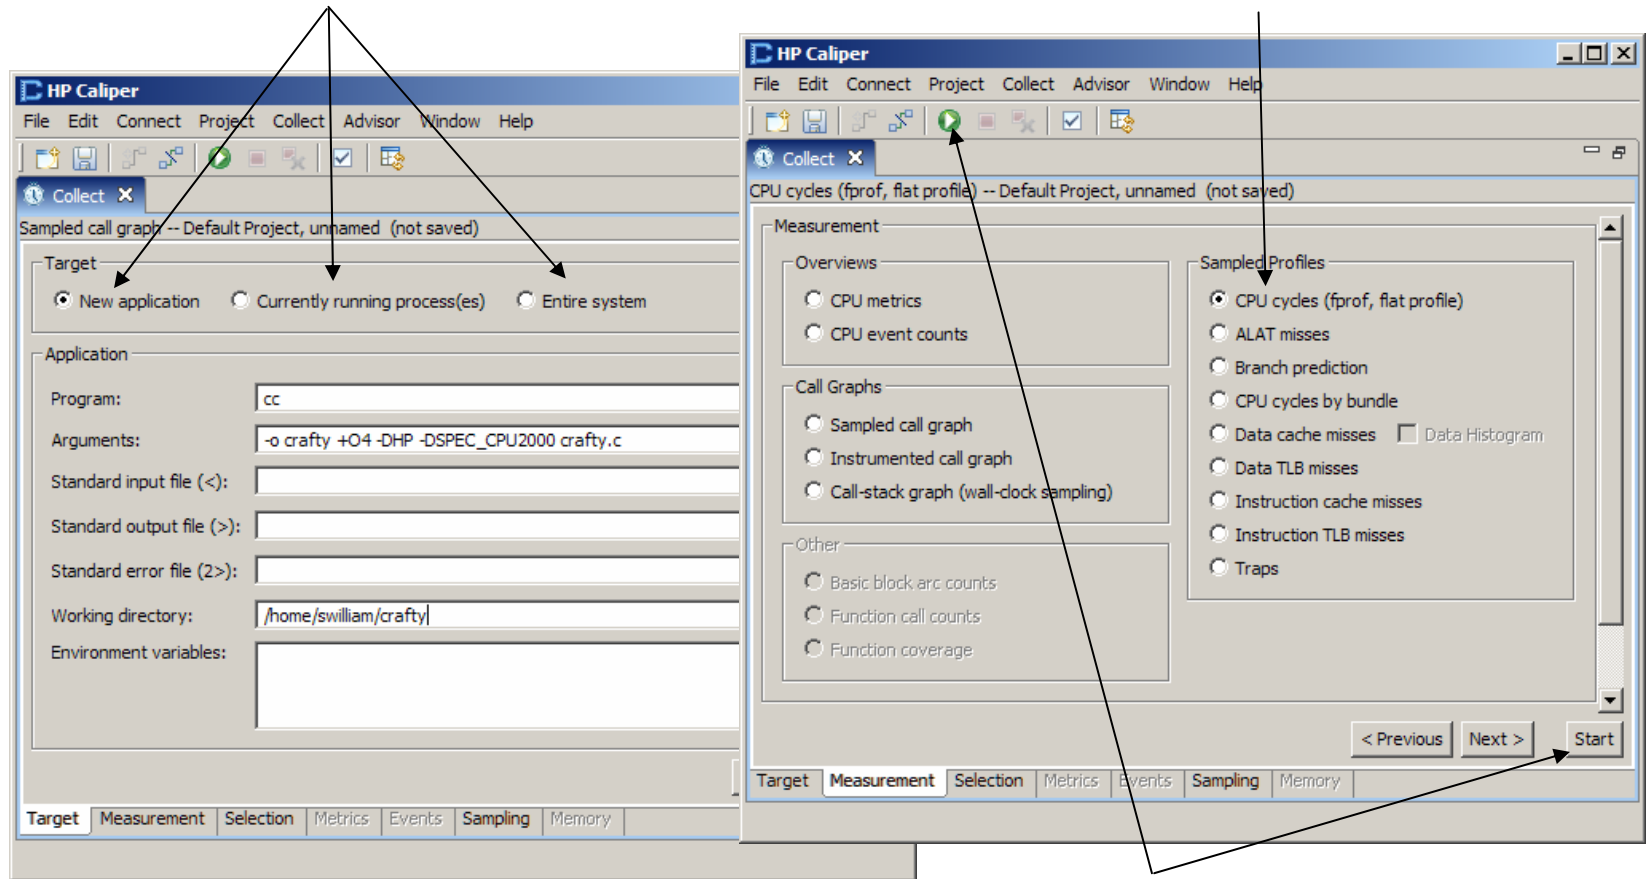 HP Caliper
File Edit Connect Project Collect Advisor Window Help
Collect
Sampled call graph -- Default Project, unnamed (not saved)
Target
New application Currently running process(es) Entire system
Application
Program: cc
Arguments: -o crafty +O4 -DHP -DSPEC_CPU2000 crafty.c
Standard input file (<):
Standard output file (>):
Standard error file (2>):
Working directory: /home/swilliam/crafty
Environment variables:
Target Measurement Selection Metrics Events Sampling Memory
HP Caliper
File Edit Connect Project Collect Advisor Window Help
Collect
CPU cycles (fprof, flat profile) -- Default Project, unnamed (not saved)
Measurement
Overviews
CPU metrics
CPU event counts
Call Graphs
Sampled call graph
Instrumented call graph
Call-stack graph (wall-clock sampling)
Other
Basic block arc counts
Function call counts
Function coverage
Sampled Profiles
CPU cycles (fprof, flat profile)
ALAT misses
Branch prediction
CPU cycles by bundle
Data cache misses Data Histogram
Data TLB misses
Instruction cache misses
Instruction TLB misses
Traps
< Previous Next > Start
Target Measurement Selection Metrics Events Sampling Memory